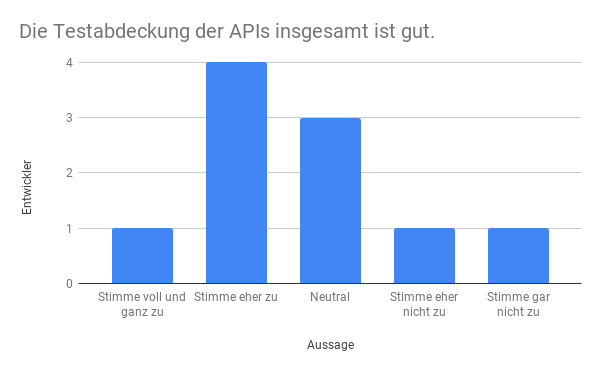 Die Testabdeckung der APIs insgesamt ist gut.
4
3
2
1
0
Entwickler
Stimme voll und
ganz zu
Stimme eher zu
Neutral
Stimme eher
nicht zu
Stimme gar
nicht zu
Aussage